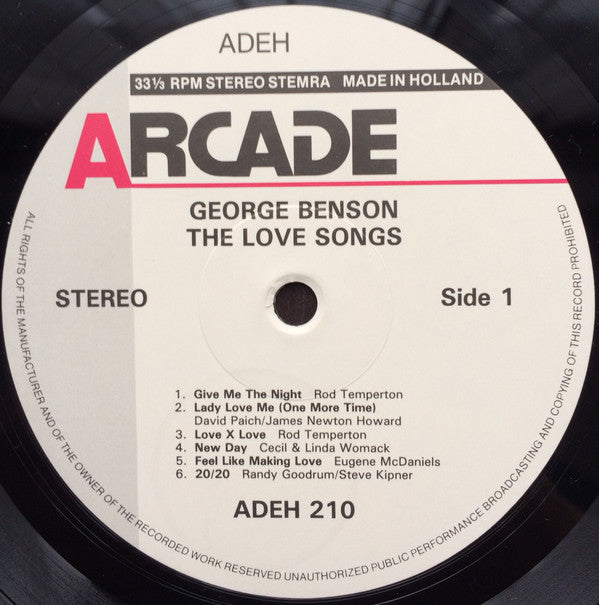 ADEH
33⅓ RPM STEREO STEMRA MADE IN HOLLAND
ARCADE
GEORGE BENSON
THE LOVE SONGS
STEREO
Side 1
1. Give Me The Night Rod Temperton
2. Lady Love Me (One More Time)
David Paich/James Newton Howard
3. Love X Love Rod Temperton
4. New Day Cecil & Linda Womack
5. Feel Like Making Love Eugene McDaniels
6. 20/20 Randy Goodrum/Steve Kipner
ADEH 210
ALL RIGHTS OF THE MANUFACTURER AND OF THE OWNER OF THE RECORDED WORK RESERVED UNAUTHORIZED PUBLIC PERFORMANCE BROADCASTING AND COPYING OF THIS RECORD PROHIBITED